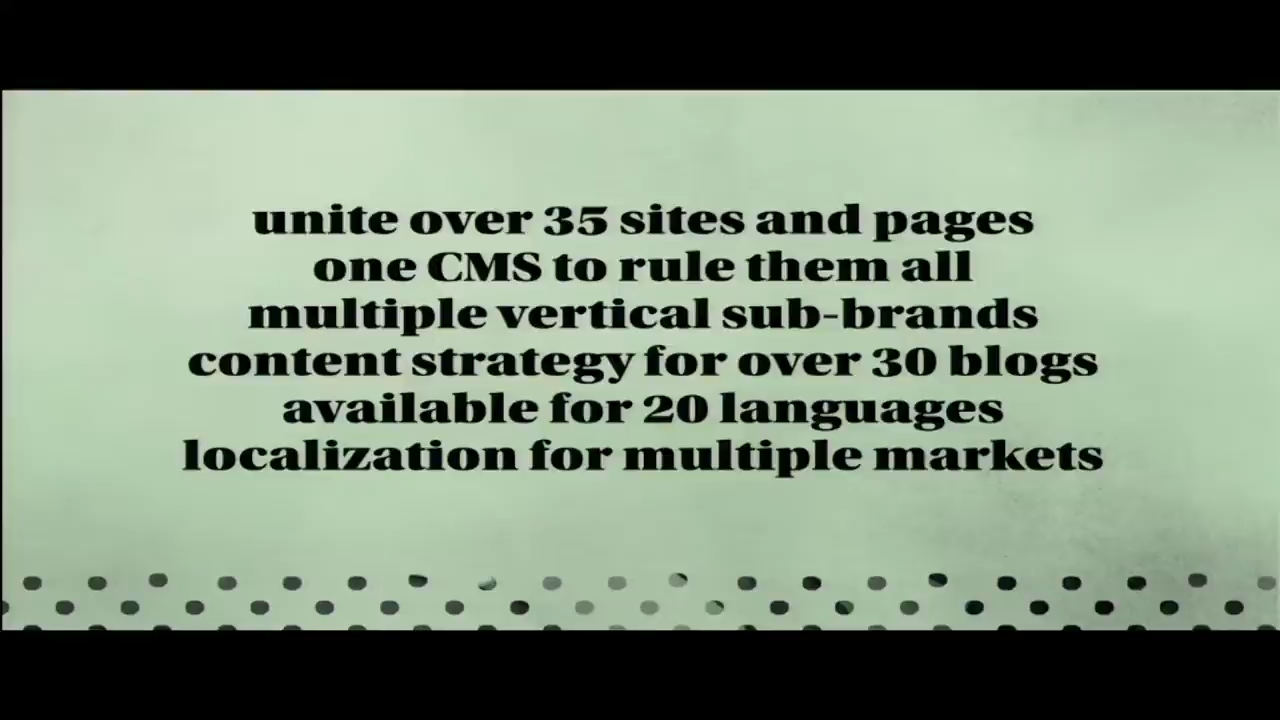 unite over 35 sites and pages
one CMS to rule them all
multiple vertical sub-brands
content strategy for over 30 blogs
available for 20 languages
localization for multiple markets